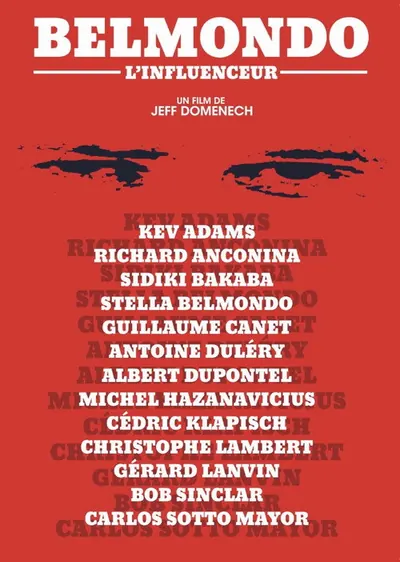 BELMONDO
L'INFLUENCEUR
UN FILM DE
JEFF DOMENECH
KEV ADAMS
RICHARD ANCONINA
SIDIKI BAKABA
STELLA BELMONDO
GUILLAUME CANET
ANTOINE DULÉRY
ALBERT DUPONTEL
MICHEL HAZANAVICIUS
CÉDRIC KLAPISCH
CHRISTOPHE LAMBERT
GÉRARD LANVIN
BOB SINCLAR
CARLOS SOTTO MAYOR